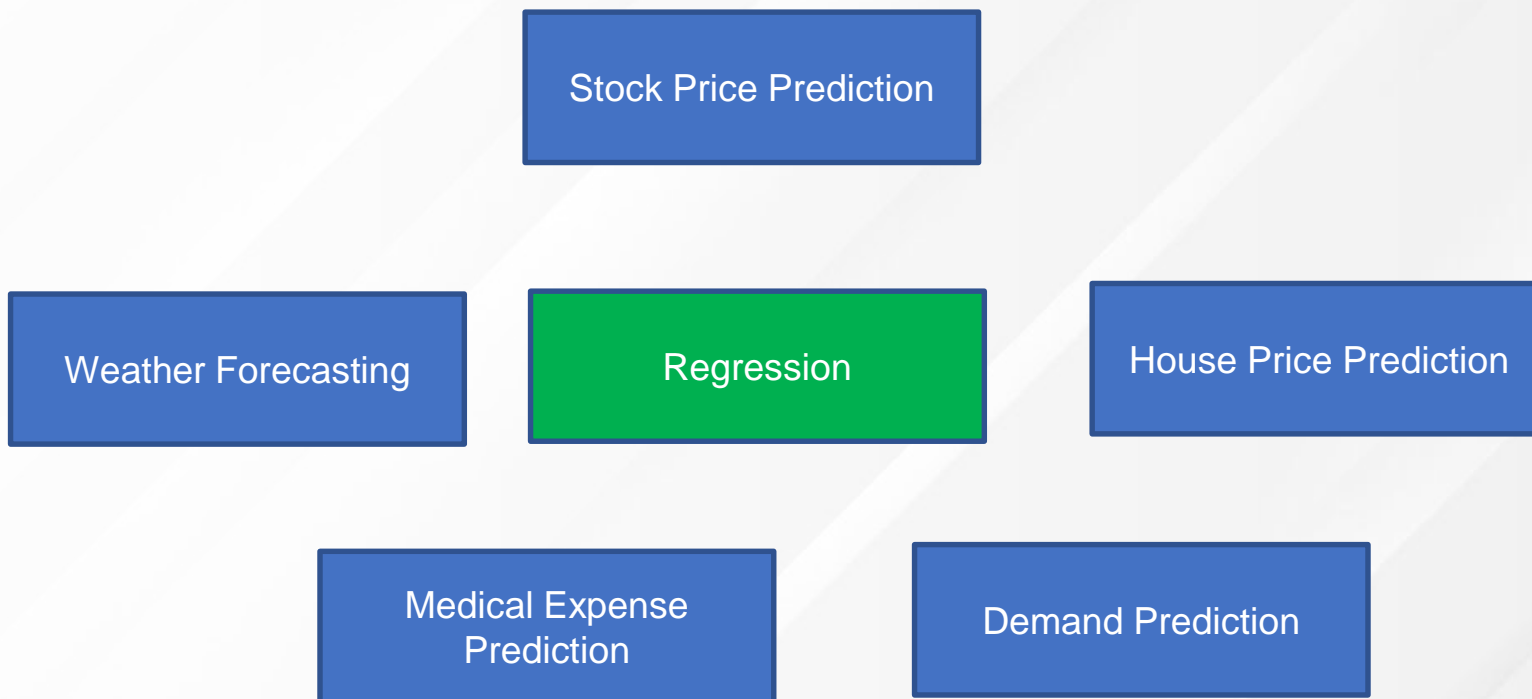 Stock Price Prediction
Weather Forecasting
Regression
House Price Prediction
Medical Expense
Prediction
Demand Prediction